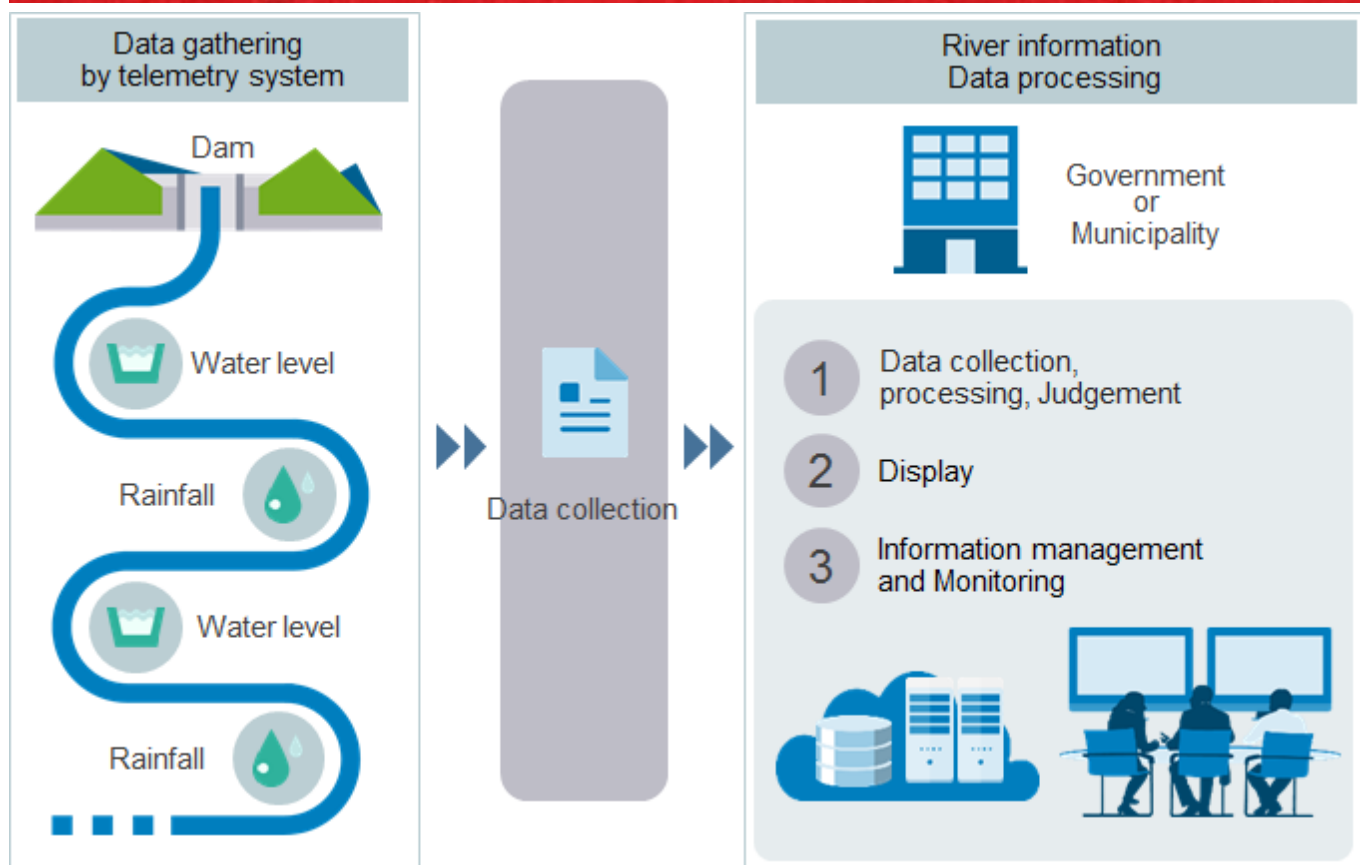 Data gathering
by telemetry system
Dam
Water level
Rainfall
Water level
Rainfall
Data collection
River information
Data processing
Government
or
Municipality
1
Data collection,
processing, Judgement
2
Display
3
Information management
and Monitoring